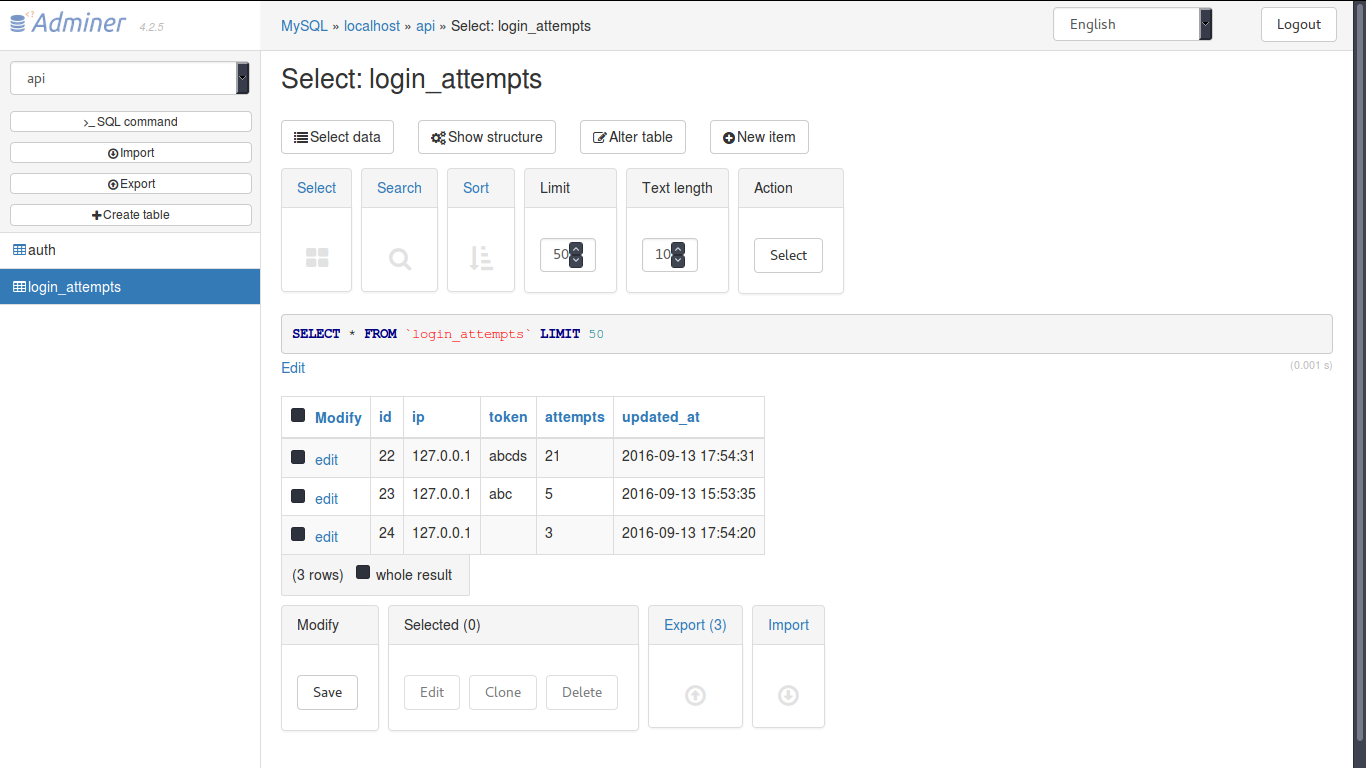 Adminer 4.2.5
MySQL » localhost » api » Select: login_attempts
English
Logout
api
SQL command
Import
Export
Create table
auth
login_attempts
Select: login_attempts
Select data
Show structure
Alter table
New item
Select
Search
Sort
Limit
Text length
Action
50
10
Select
SELECT * FROM `login_attempts` LIMIT 50
Edit
(0.001 s)
Modify id ip token attempts updated_at
edit 22 127.0.0.1 abcds 21 2016-09-13 17:54:31
edit 23 127.0.0.1 abc 5 2016-09-13 15:53:35
edit 24 127.0.0.1 3 2016-09-13 17:54:20
(3 rows) whole result
Modify
Selected (0)
Export (3)
Import
Save
Edit
Clone
Delete